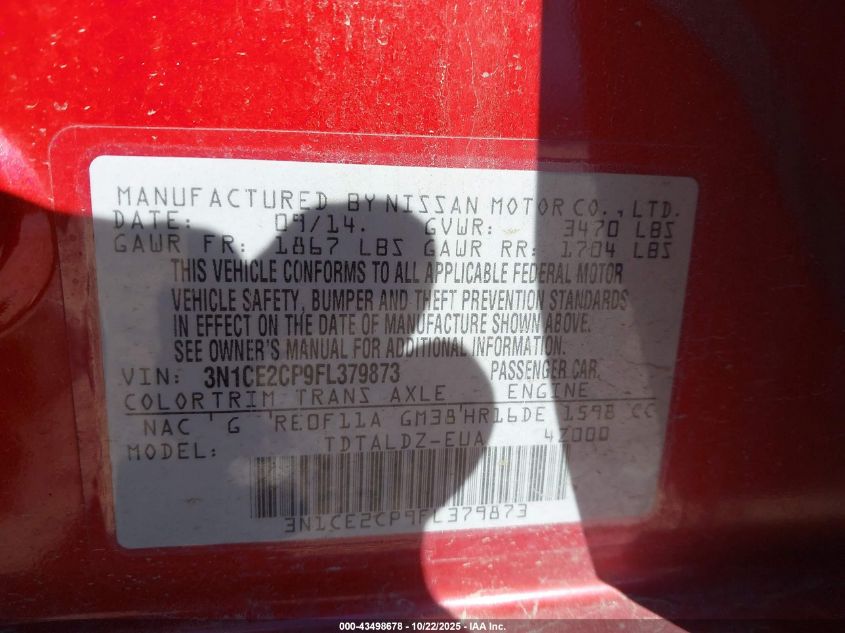 MANUFACTURED BY NISSAN MOTOR CO., LTD.
DATE: 09/14. GVWR: 3470 LBS
GAWR FR: 1867 LBS GAWR RR: 1704 LBS
THIS VEHICLE CONFORMS TO ALL APPLICABLE FEDERAL MOTOR
VEHICLE SAFETY, BUMPER AND THEFT PREVENTION STANDARDS
IN EFFECT ON THE DATE OF MANUFACTURE SHOWN ABOVE.
SEE OWNER'S MANUAL FOR ADDITIONAL INFORMATION.
VIN: 3N1CE2CP9FL379873 PASSENGER CAR.
COLOR TRIM TRANS AXLE ENGINE
NAC ' G ' RE0F11A GM38 ' HR16DE 1598 CC
MODEL: TDTALDZ-EUA 4Z000
3N1CE2CP9FL379873
000-43498678 - 10/22/2025 - IAA Inc.